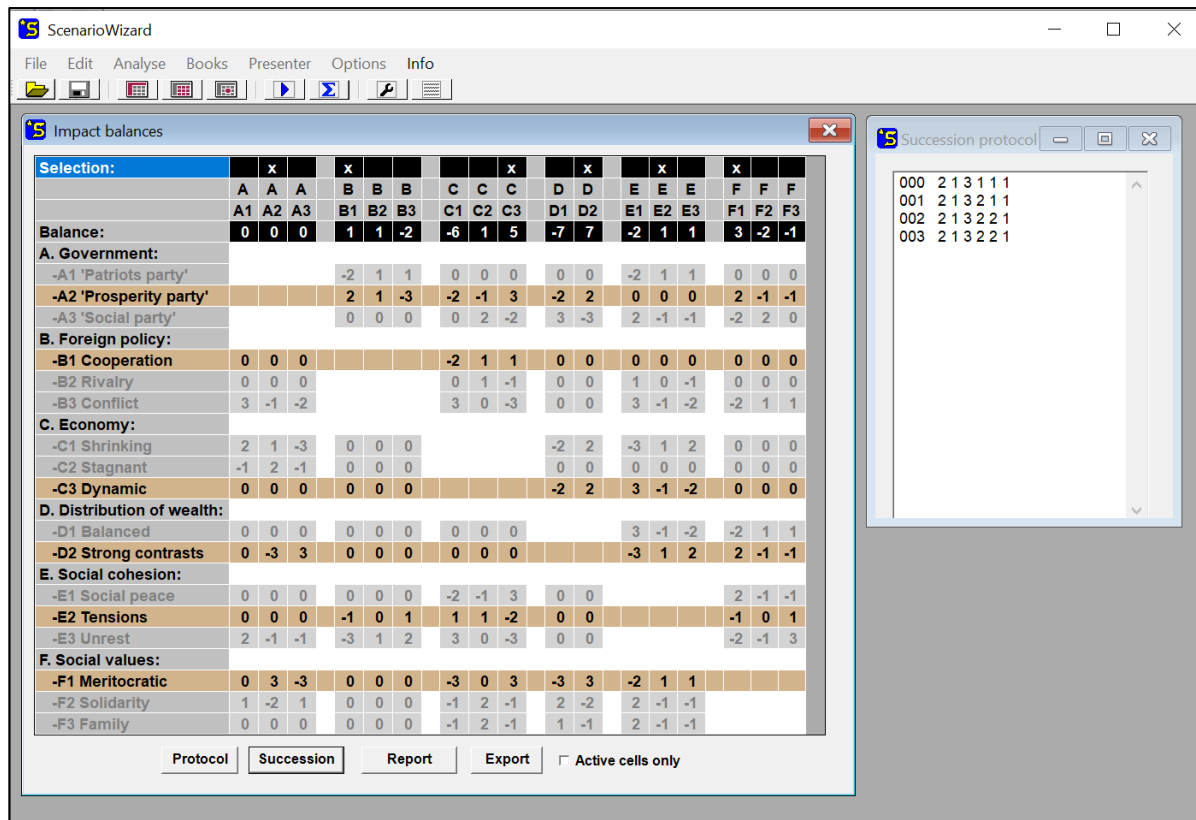 ScenarioWizard
File Edit Analyse Books Presenter Options Info
Impact balances
Selection: x x x x x x
A A A B B B C C C D D E E E F F F
A1 A2 A3 B1 B2 B3 C1 C2 C3 D1 D2 E1 E2 E3 F1 F2 F3
Balance: 0 0 0 1 1 -2 -6 1 5 -7 7 -2 1 1 3 -2 -1
A. Government:
-A1 'Patriots party' -2 1 1 0 0 0 0 0 -2 1 1 0 0 0
-A2 'Prosperity party' 2 1 -3 -2 -1 3 -2 2 0 0 0 2 -1 -1
-A3 'Social party' 0 0 0 0 2 -2 3 -3 2 -1 -1 -2 2 0
B. Foreign policy:
-B1 Cooperation 0 0 0 -2 1 1 0 0 0 0 0 0 0 0
-B2 Rivalry 0 0 0 0 1 -1 0 0 1 0 -1 0 0 0
-B3 Conflict 3 -1 -2 3 0 -3 0 0 3 -1 -2 -2 1 1
C. Economy:
-C1 Shrinking 2 1 -3 0 0 0 -2 2 -3 1 2 0 0 0
-C2 Stagnant -1 2 -1 0 0 0 0 0 0 0 0 0 0 0
-C3 Dynamic 0 0 0 0 0 0 -2 2 3 -1 -2 0 0 0
D. Distribution of wealth:
-D1 Balanced 0 0 0 0 0 0 0 0 0 3 -1 -2 -2 1 1
-D2 Strong contrasts 0 -3 3 0 0 0 0 0 0 -3 1 2 2 -1 -1
E. Social cohesion:
-E1 Social peace 0 0 0 0 0 0 -2 -1 3 0 0 2 -1 -1
-E2 Tensions 0 0 0 -1 0 1 1 1 -2 0 0 -1 0 1
-E3 Unrest 2 -1 -1 -3 1 2 3 0 -3 0 0 -2 -1 3
F. Social values:
-F1 Meritocratic 0 3 -3 0 0 0 -3 0 3 -3 3 -2 1 1
-F2 Solidarity 1 -2 1 0 0 0 -1 2 -1 2 -2 2 -1 -1
-F3 Family 0 0 0 0 0 0 -1 2 -1 1 -1 2 -1 -1
Protocol Succession Report Export Active cells only
Succession protocol
000 2 1 3 1 1 1
001 2 1 3 2 1 1
002 2 1 3 2 2 1
003 2 1 3 2 2 1